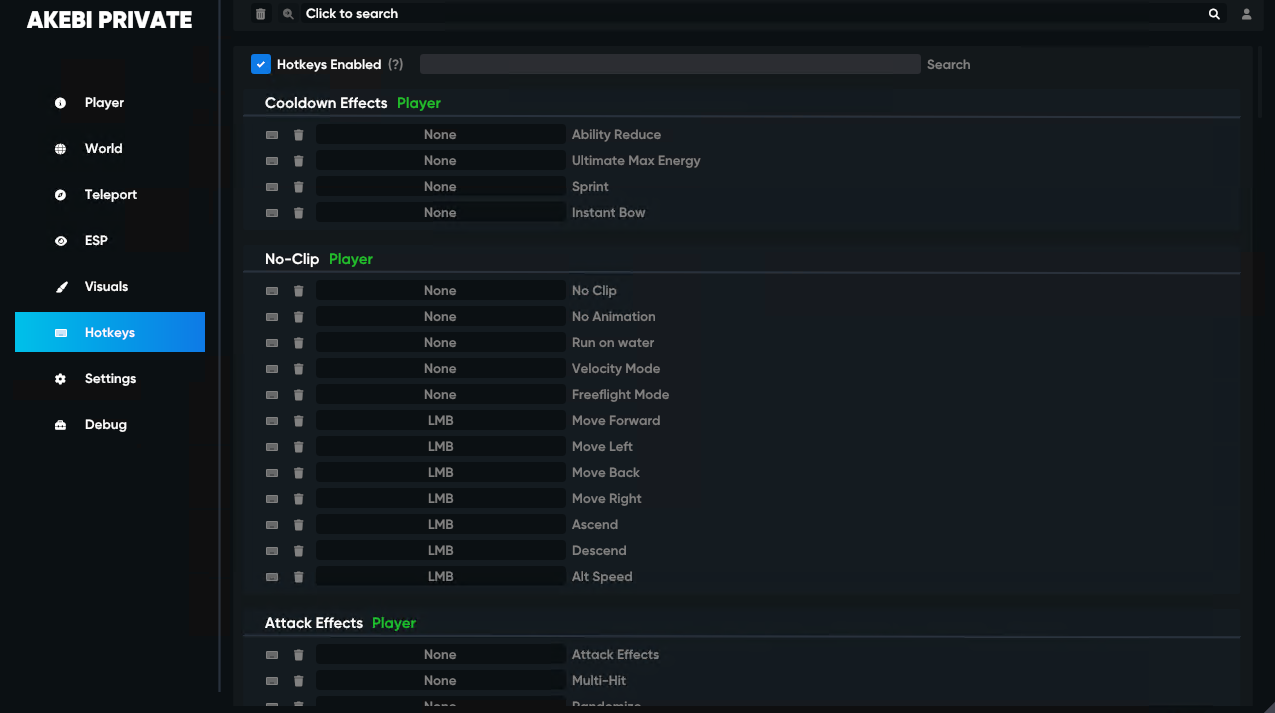 AKEBI PRIVATE
Click to search
Hotkeys Enabled (?) Search
Player
World
Teleport
ESP
Visuals
Hotkeys
Settings
Debug
Cooldown Effects Player
None Ability Reduce
None Ultimate Max Energy
None Sprint
None Instant Bow
No-Clip Player
None No Clip
None No Animation
None Run on water
None Velocity Mode
None Freeflight Mode
LMB Move Forward
LMB Move Left
LMB Move Back
LMB Move Right
LMB Ascend
LMB Descend
LMB Alt Speed
Attack Effects Player
None Attack Effects
None Multi-Hit
None Randomize